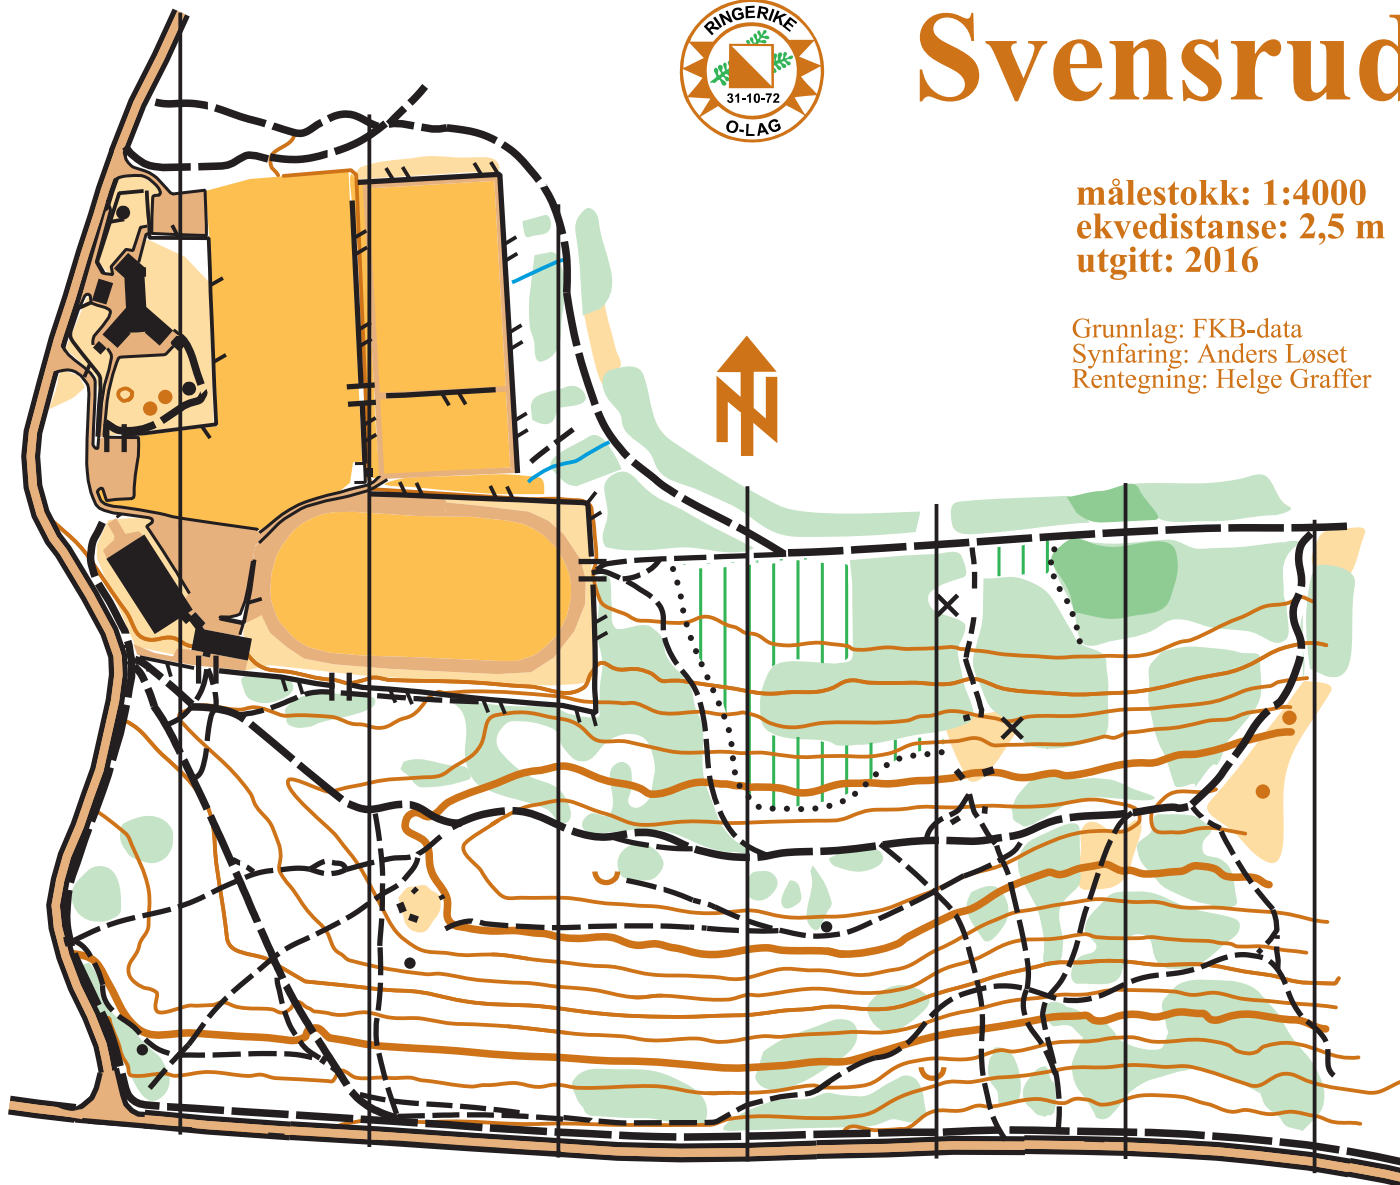 RINGERIKE
31-10-72
O-LAG
Svensrud
målestokk: 1:4000
ekvedistanse: 2,5 m
utgitt: 2016
Grunnlag: FKB-data
Synfaring: Anders Løset
Rentegning: Helge Graffer
N